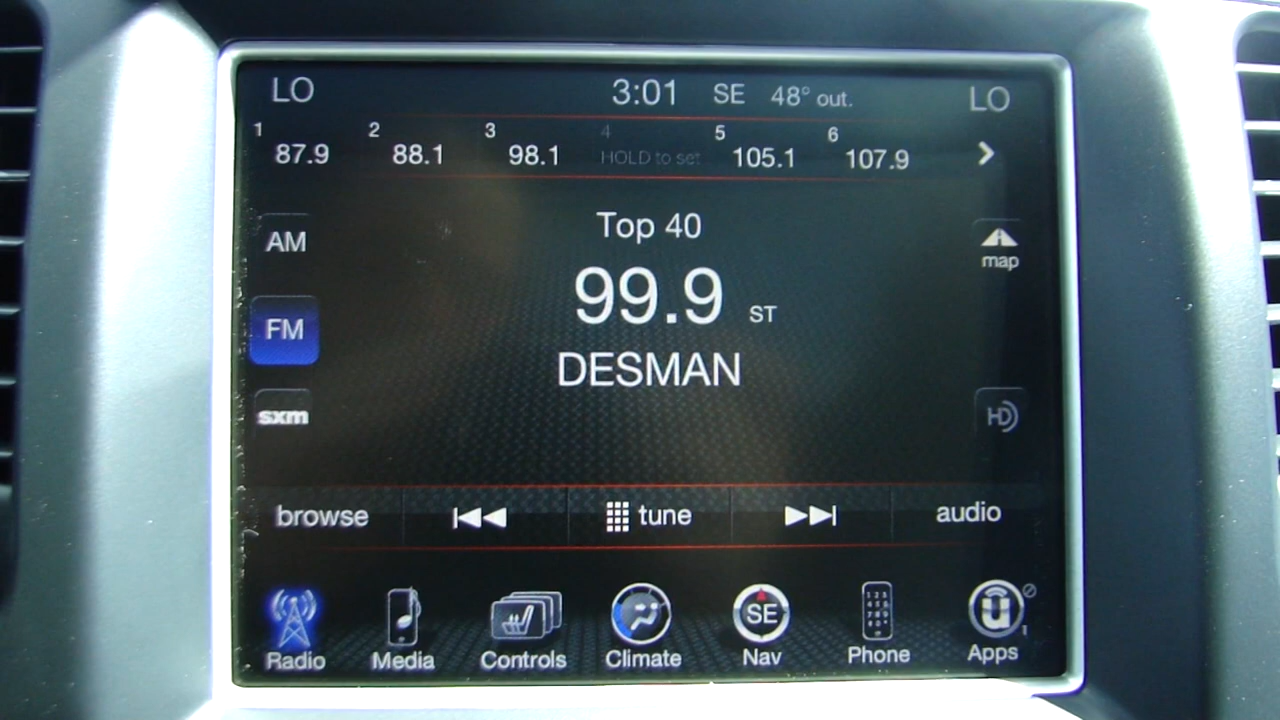 LO 3:01 SE 48° out. LO
1 87.9 2 88.1 3 98.1 4 HOLD to set 5 105.1 6 107.9
Top 40
AM
map
99.9 ST
FM
DESMAN
sxm
HD
browse tune audio
SE
Radio Media Controls Climate Nav Phone Apps